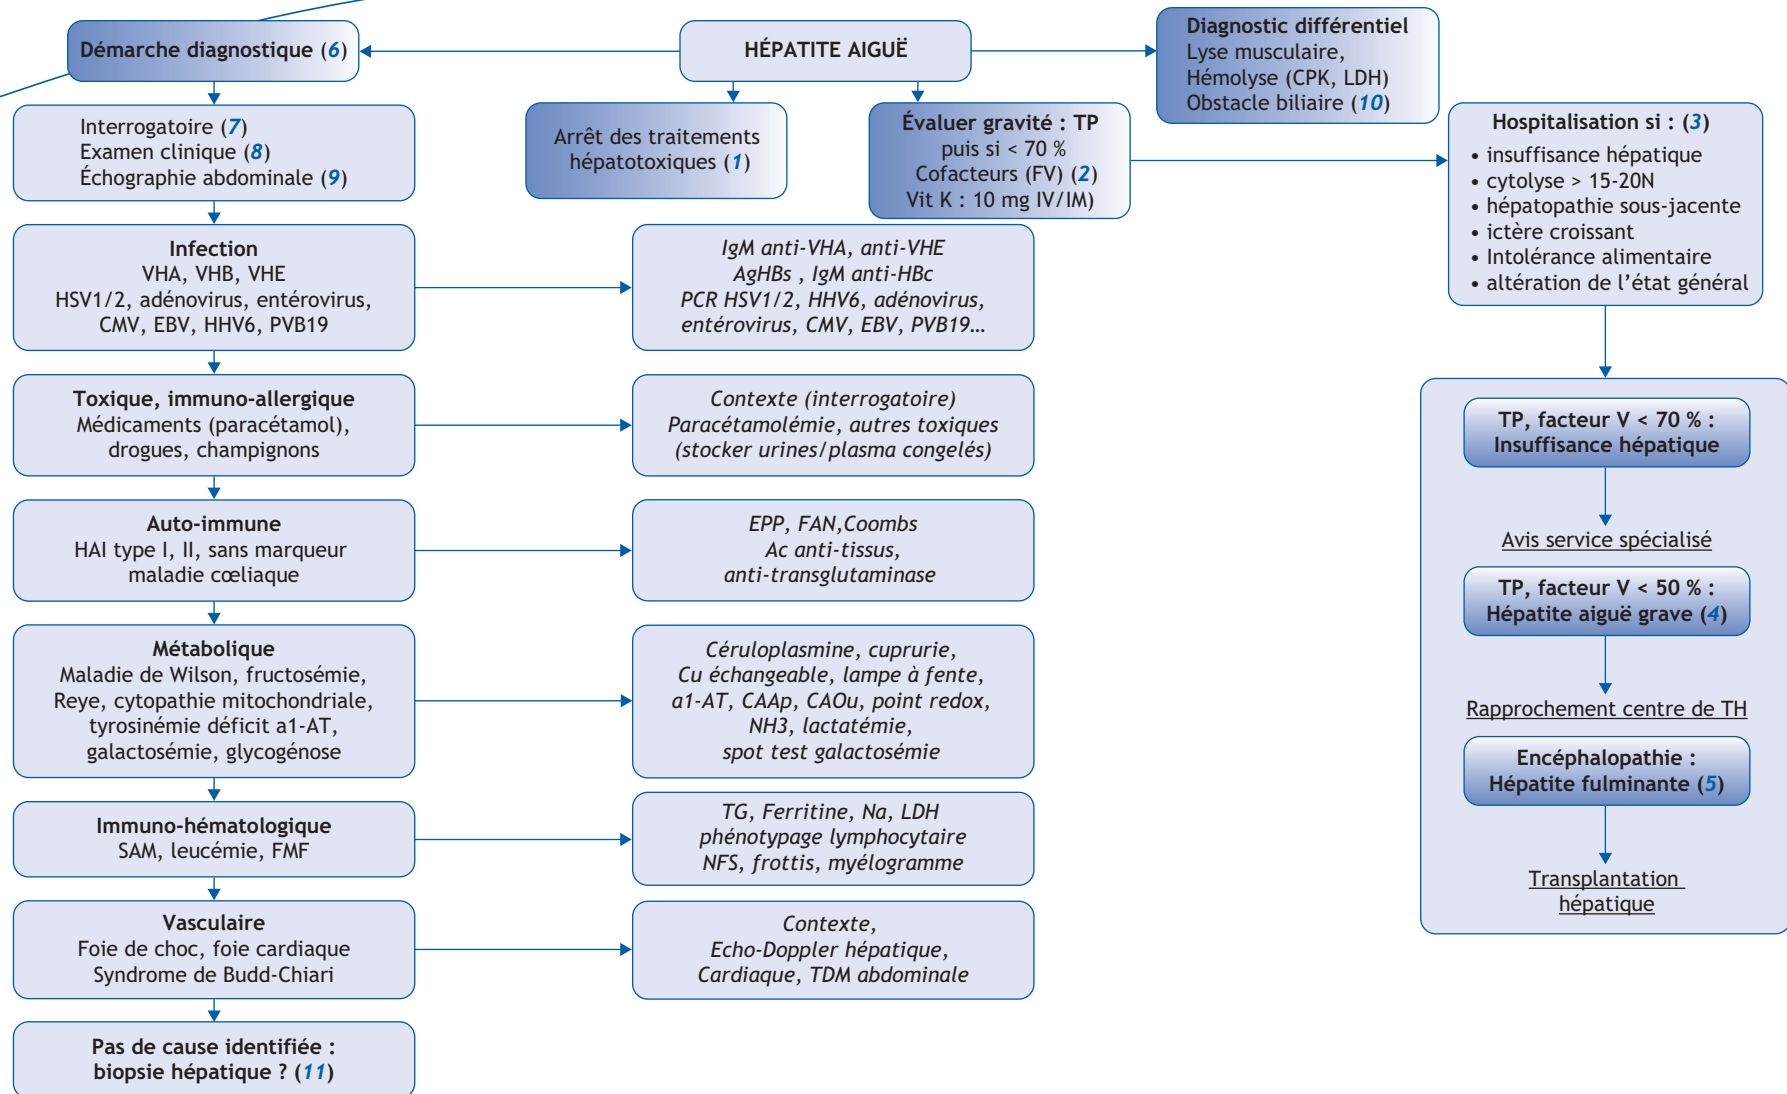 Démarche diagnostique (6)
HÉPATITE AIGUË
Diagnostic différentiel
Lyse musculaire,
Hémolyse (CPK, LDH)
Obstacle biliaire (10)
Interrogatoire (7)
Examen clinique (8)
Échographie abdominale (9)
Arrêt des traitements
hépatotoxiques (1)
Évaluer gravité : TP
puis si < 70 %
Cofacteurs (FV) (2)
Vit K : 10 mg IV/IM)
Hospitalisation si : (3)
• insuffisance hépatique
• cytolyse > 15-20N
• hépatopathie sous-jacente
• ictère croissant
• Intolérance alimentaire
• altération de l’état général
Infection
VHA, VHB, VHE
HSV1/2, adénovirus, entérovirus,
CMV, EBV, HHV6, PVB19
IgM anti-VHA, anti-VHE
AgHBs , IgM anti-HBc
PCR HSV1/2, HHV6, adénovirus,
entérovirus, CMV, EBV, PVB19…
Toxique, immuno-allergique
Médicaments (paracétamol),
drogues, champignons
Contexte (interrogatoire)
Paracétamolémie, autres toxiques
(stocker urines/plasma congelés)
Auto-immune
HAI type I, II, sans marqueur
maladie cœliaque
EPP, FAN,Coombs
Ac anti-tissus,
anti-transglutaminase
Métabolique
Maladie de Wilson, fructosémie,
Reye, cytopathie mitochondriale,
tyrosinémie déficit a1-AT,
galactosémie, glycogénose
Céruloplasmine, cuprurie,
Cu échangeable, lampe à fente,
a1-AT, CAAp, CAOu, point redox,
NH3, lactatémie,
spot test galactosémie
Immuno-hématologique
SAM, leucémie, FMF
TG, Ferritine, Na, LDH
phénotypage lymphocytaire
NFS, frottis, myélogramme
Vasculaire
Foie de choc, foie cardiaque
Syndrome de Budd-Chiari
Contexte,
Echo-Doppler hépatique,
Cardiaque, TDM abdominale
Pas de cause identifiée :
biopsie hépatique ? (11)
TP, facteur V < 70 % :
Insuffisance hépatique
Avis service spécialisé
TP, facteur V < 50 % :
Hépatite aiguë grave (4)
Rapprochement centre de TH
Encéphalopathie :
Hépatite fulminante (5)
Transplantation
hépatique